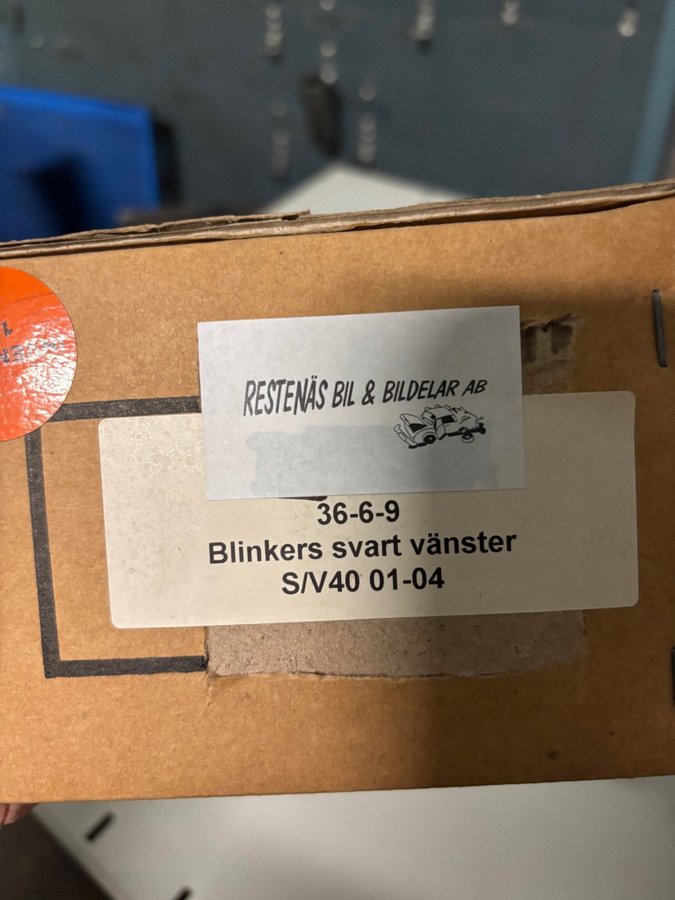 RESTENÄS BIL & BILDELAR AB
36-6-9
Blinkers svart vänster
S/V40 01-04